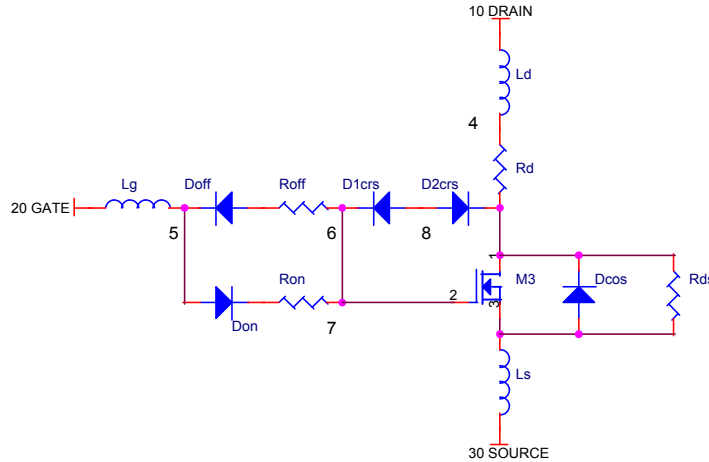 10 DRAIN
Ld
4
Rd
Lg
Doff
Roff
D1crs
D2crs
20 GATE
5
6
8
1
M3
Dcos
Rds
Ron
2
3
Don
7
Ls
30 SOURCE